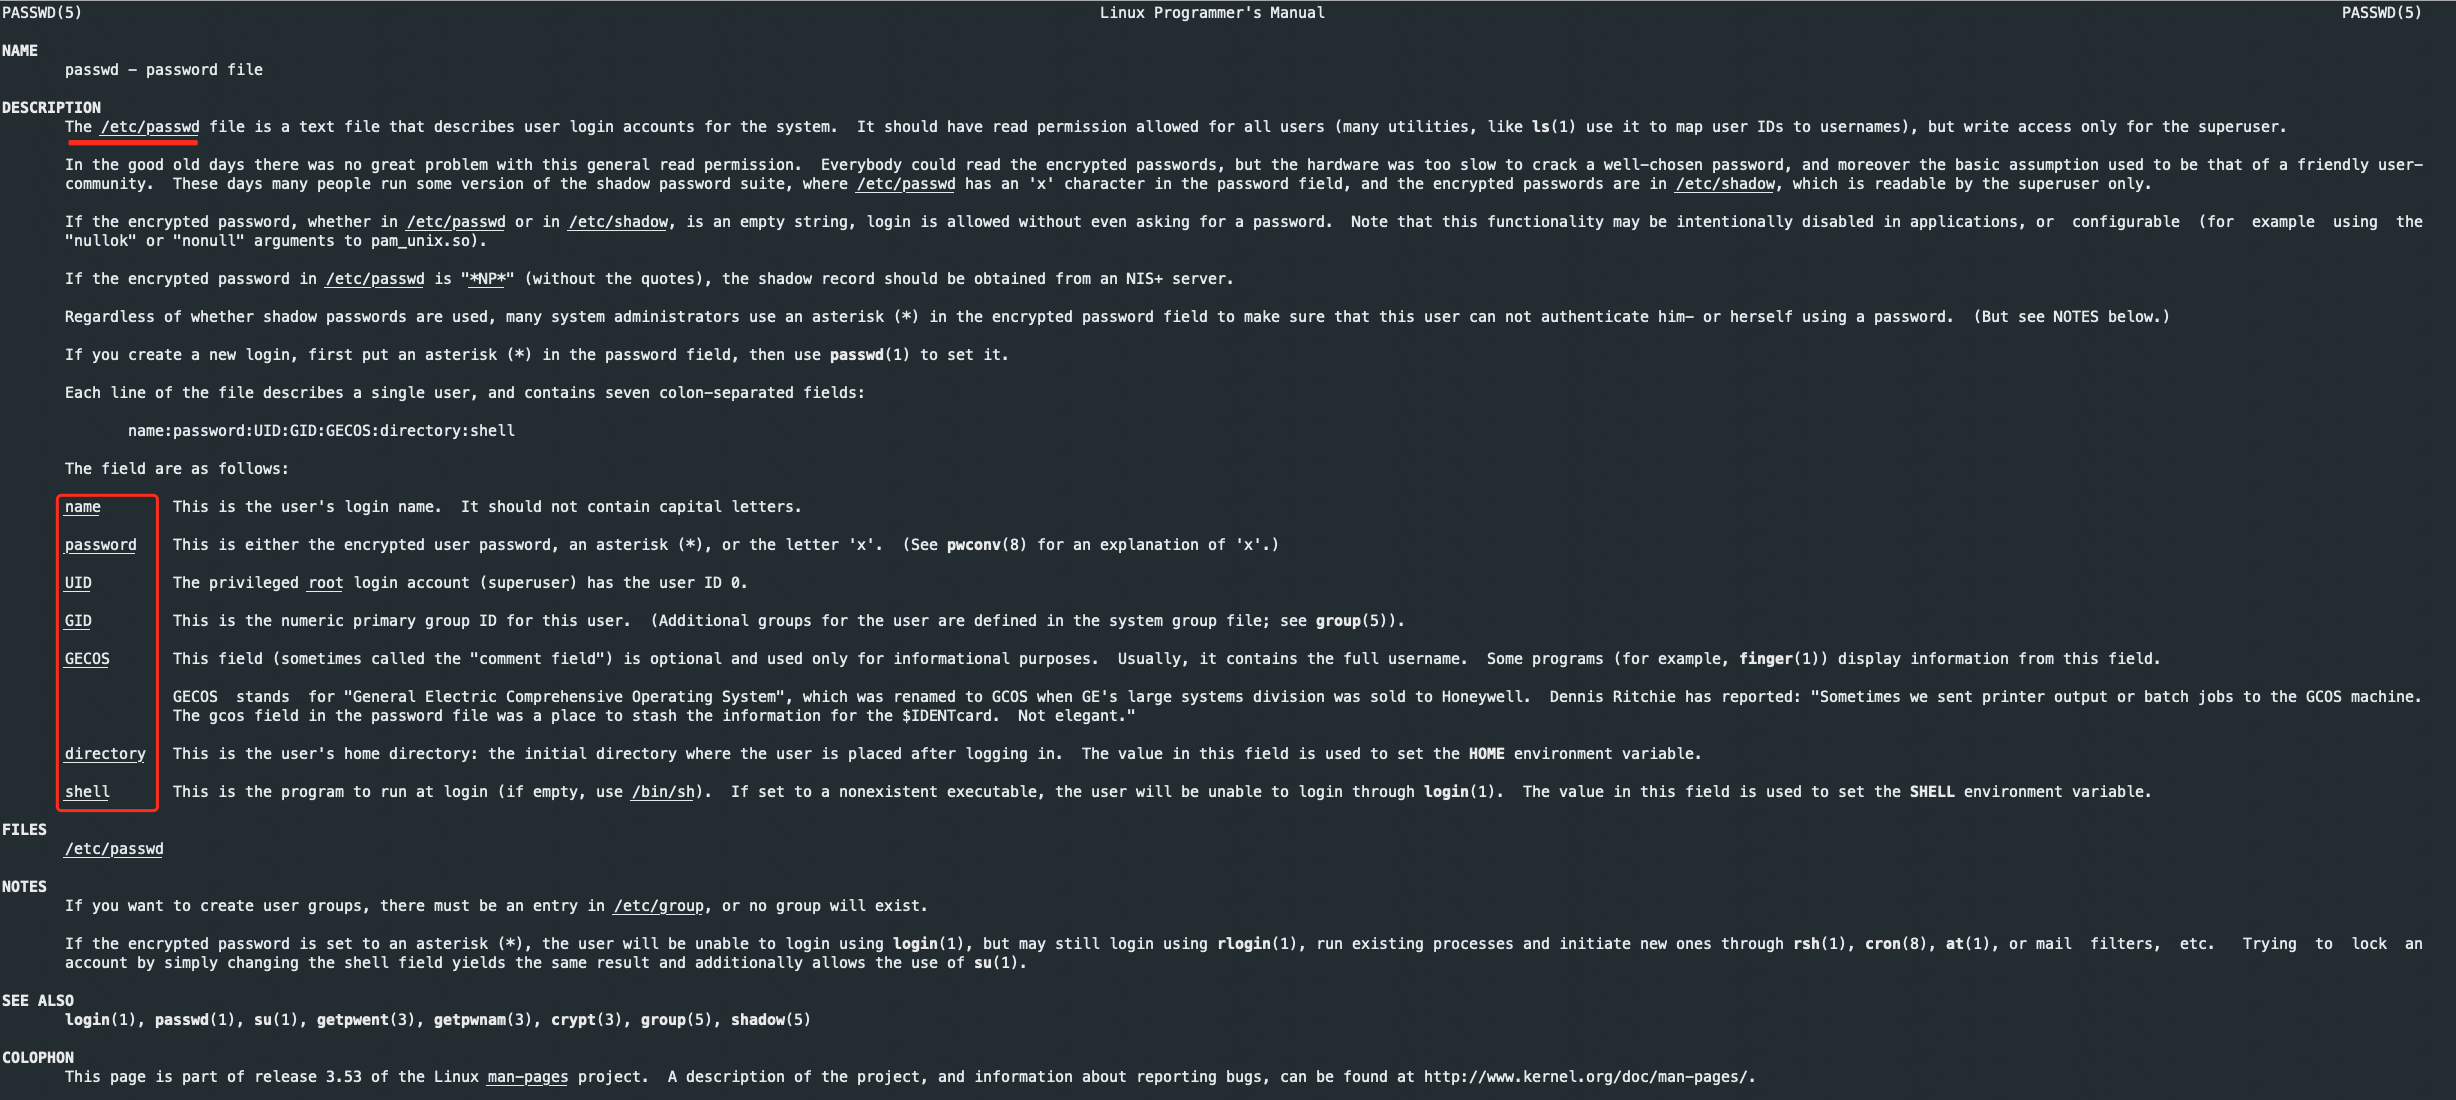 PASSWD(5) Linux Programmer's Manual PASSWD(5)
NAME
passwd - password file
DESCRIPTION
The /etc/passwd file is a text file that describes user login accounts for the system. It should have read permission allowed for all users (many utilities, like ls(1) use it to map user IDs to usernames), but write access only for the superuser.
In the good old days there was no great problem with this general read permission. Everybody could read the encrypted passwords, but the hardware was too slow to crack a well-chosen password, and moreover the basic assumption used to be that of a friendly user-
community. These days many people run some version of the shadow password suite, where /etc/passwd has an 'x' character in the password field, and the encrypted passwords are in /etc/shadow, which is readable by the superuser only.
If the encrypted password, whether in /etc/passwd or in /etc/shadow, is an empty string, login is allowed without even asking for a password. Note that this functionality may be intentionally disabled in applications, or configurable (for example using the
"nullok" or "nonull" arguments to pam_unix.so).
If the encrypted password in /etc/passwd is "*NP*" (without the quotes), the shadow record should be obtained from an NIS+ server.
Regardless of whether shadow passwords are used, many system administrators use an asterisk (*) in the encrypted password field to make sure that this user can not authenticate him- or herself using a password. (But see NOTES below.)
If you create a new login, first put an asterisk (*) in the password field, then use passwd(1) to set it.
Each line of the file describes a single user, and contains seven colon-separated fields:
name:password:UID:GID:GECOS:directory:shell
The field are as follows:
name This is the user's login name. It should not contain capital letters.
password This is either the encrypted user password, an asterisk (*), or the letter 'x'. (See pwconv(8) for an explanation of 'x'.)
UID The privileged root login account (superuser) has the user ID 0.
GID This is the numeric primary group ID for this user. (Additional groups for the user are defined in the system group file; see group(5)).
GECOS This field (sometimes called the "comment field") is optional and used only for informational purposes. Usually, it contains the full username. Some programs (for example, finger(1)) display information from this field.
GECOS stands for "General Electric Comprehensive Operating System", which was renamed to GCOS when GE's large systems division was sold to Honeywell. Dennis Ritchie has reported: "Sometimes we sent printer output or batch jobs to the GCOS machine.
The gcos field in the password file was a place to stash the information for the $IDENTcard. Not elegant."
directory This is the user's home directory: the initial directory where the user is placed after logging in. The value in this field is used to set the HOME environment variable.
shell This is the program to run at login (if empty, use /bin/sh). If set to a nonexistent executable, the user will be unable to login through login(1). The value in this field is used to set the SHELL environment variable.
FILES
/etc/passwd
NOTES
If you want to create user groups, there must be an entry in /etc/group, or no group will exist.
If the encrypted password is set to an asterisk (*), the user will be unable to login using login(1), but may still login using rlogin(1), run existing processes and initiate new ones through rsh(1), cron(8), at(1), or mail filters, etc. Trying to lock an
account by simply changing the shell field yields the same result and additionally allows the use of su(1).
SEE ALSO
login(1), passwd(1), su(1), getpwent(3), getpwnam(3), crypt(3), group(5), shadow(5)
COLOPHON
This page is part of release 3.53 of the Linux man-pages project. A description of the project, and information about reporting bugs, can be found at http://www.kernel.org/doc/man-pages/.